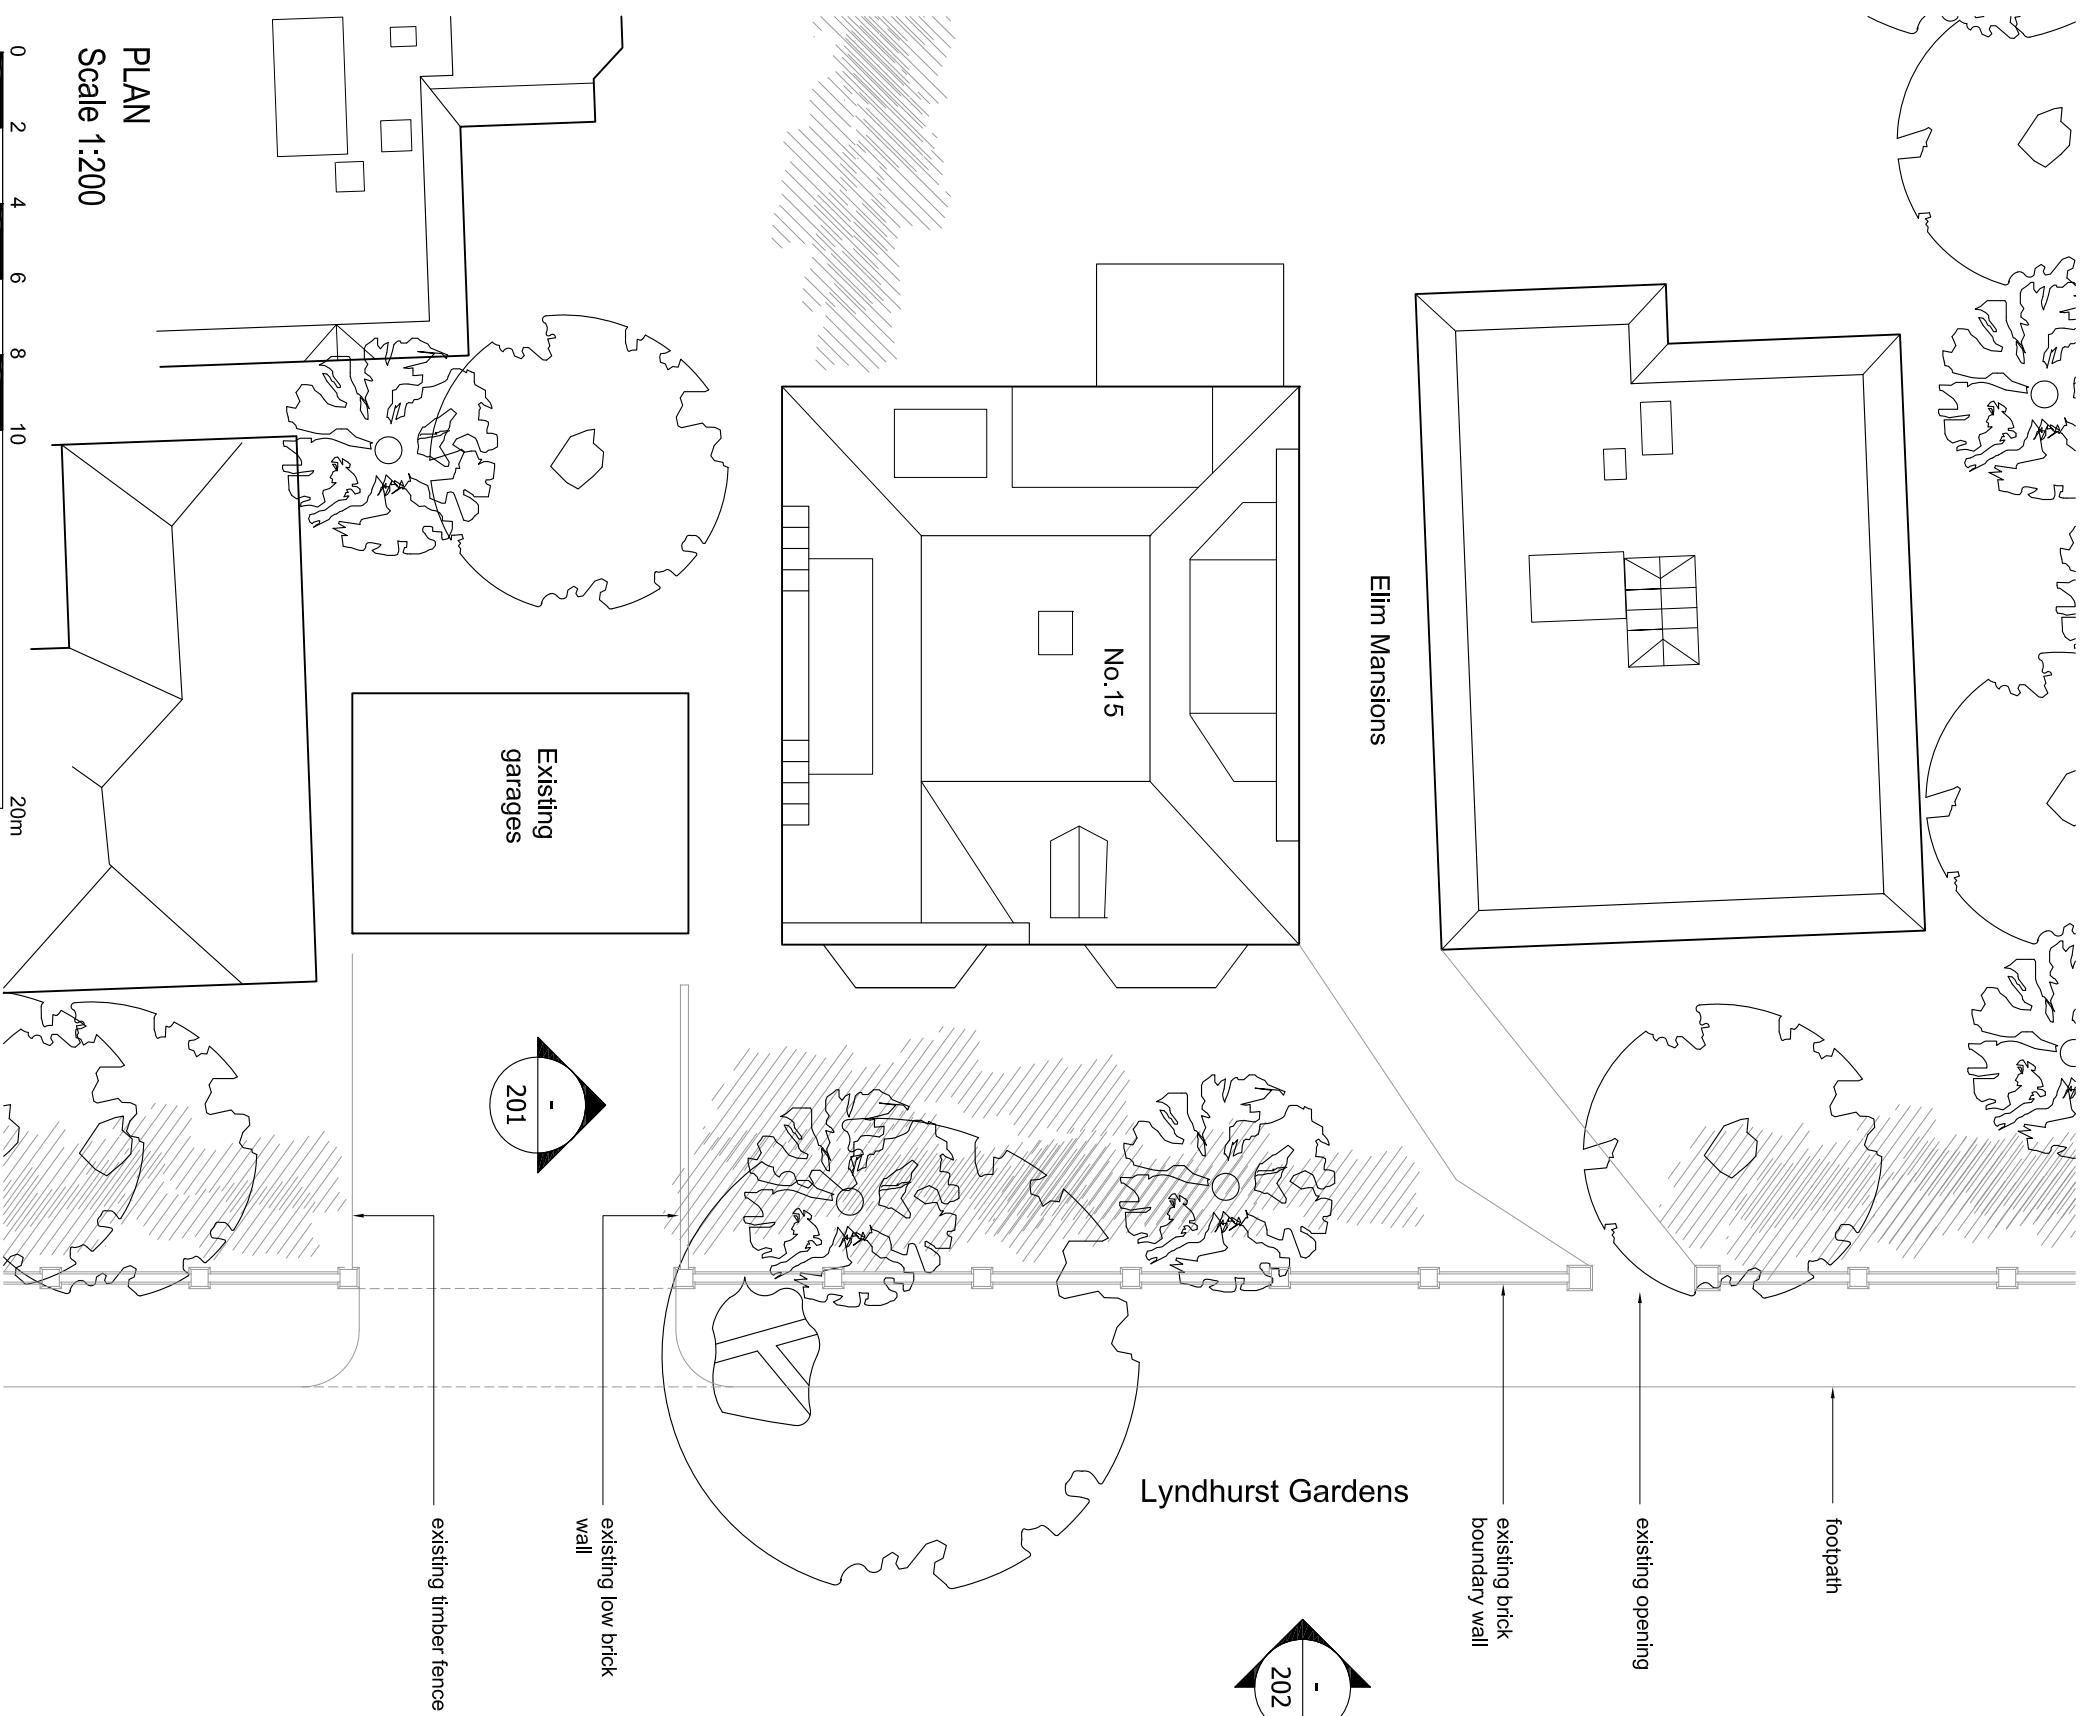 PLAN
Scale 1:200
0
2
4
6
8
10
20m
Elim Mansions
No.15
Existing
garages
-
201
Lyndhurst Gardens
footpath
existing opening
existing brick
boundary wall
existing low brick
wall
existing timber fence
-
202